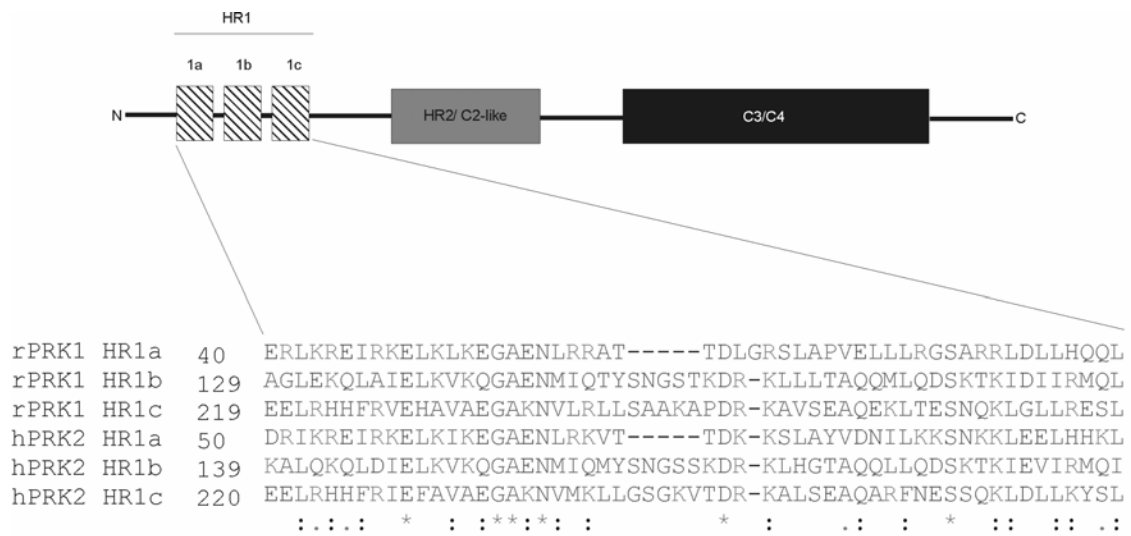 HR1
1a 1b 1c
N HR2/ C2-like C3/C4 C
rPRK1 HR1a 40 ERLKREIRKELKLKEGAENLRRAT-----TDLGRSLAPVELLLRGSARRLDLLHQQL
rPRK1 HR1b 129 AGLEKQLAIELKVKQGAENMIQTYSNGSTKDR-KLLLTAQQMLQDSKTKIDIIRMQL
rPRK1 HR1c 219 EELRHHFRVEHAVAEGAKNVLRLLSAAKAPDR-KAVSEAQEKLTESNQKLGLLRESL
hPRK2 HR1a 50 DRIKREIRKELKIKEGAENLRKVT-----TDK-KSLAYVDNILKKSNKKLEELHHKL
hPRK2 HR1b 139 KALQKQLDIELKVKQGAENMIQMYSNGSSKDR-KLHGTAQQLLQDSKTKIEVIRMQI
hPRK2 HR1c 220 EELRHHFRIEFAVAEGAKNVMKLLGSGKVTDR-KALSEAQARFNESSQKLDLLKYSL
:.:.: * : :**:*: : * : .: : * :: :: .: